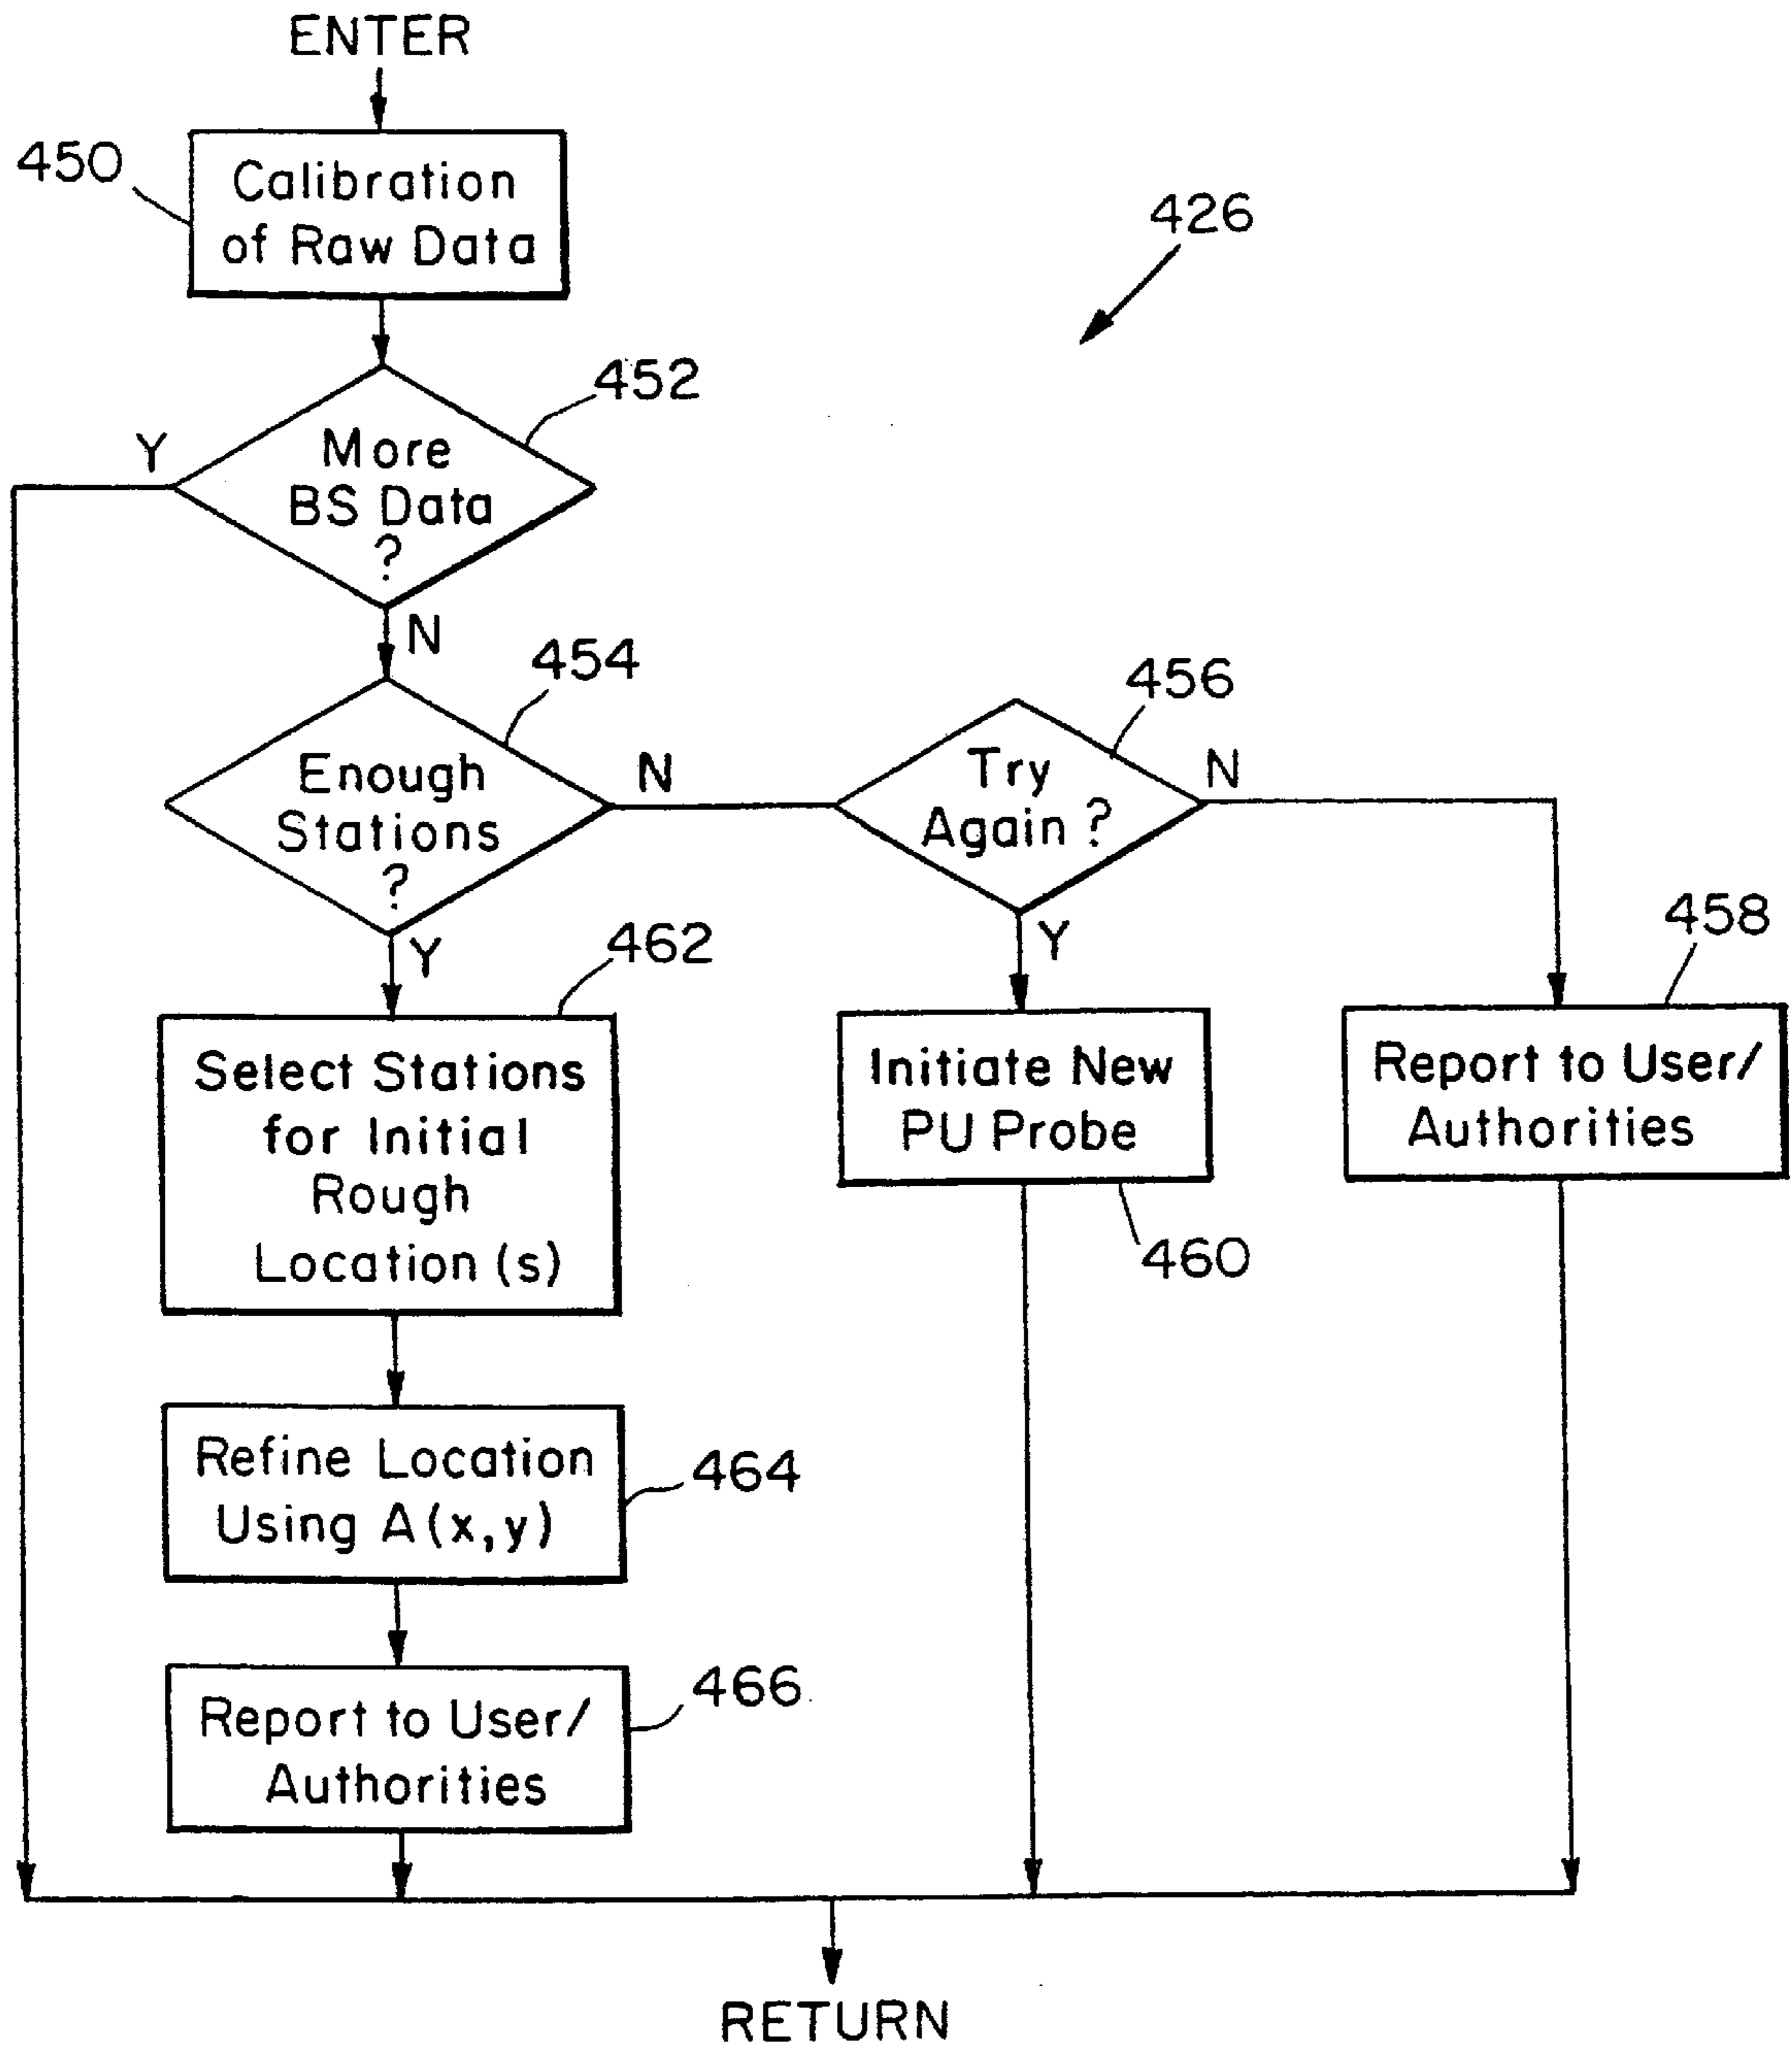 ENTER
450
Calibration
of Raw Data
426
452
Y
More
BS Data
?
N
454
456
Enough
Stations
?
N
Try
Again ?
N
Y
462
Y
458
Select Stations
for Initial
Rough
Location (s)
Initiate New
PU Probe
460
Report to User/
Authorities
Refine Location
Using A (x, y)
464
Report to User/
Authorities
466
RETURN